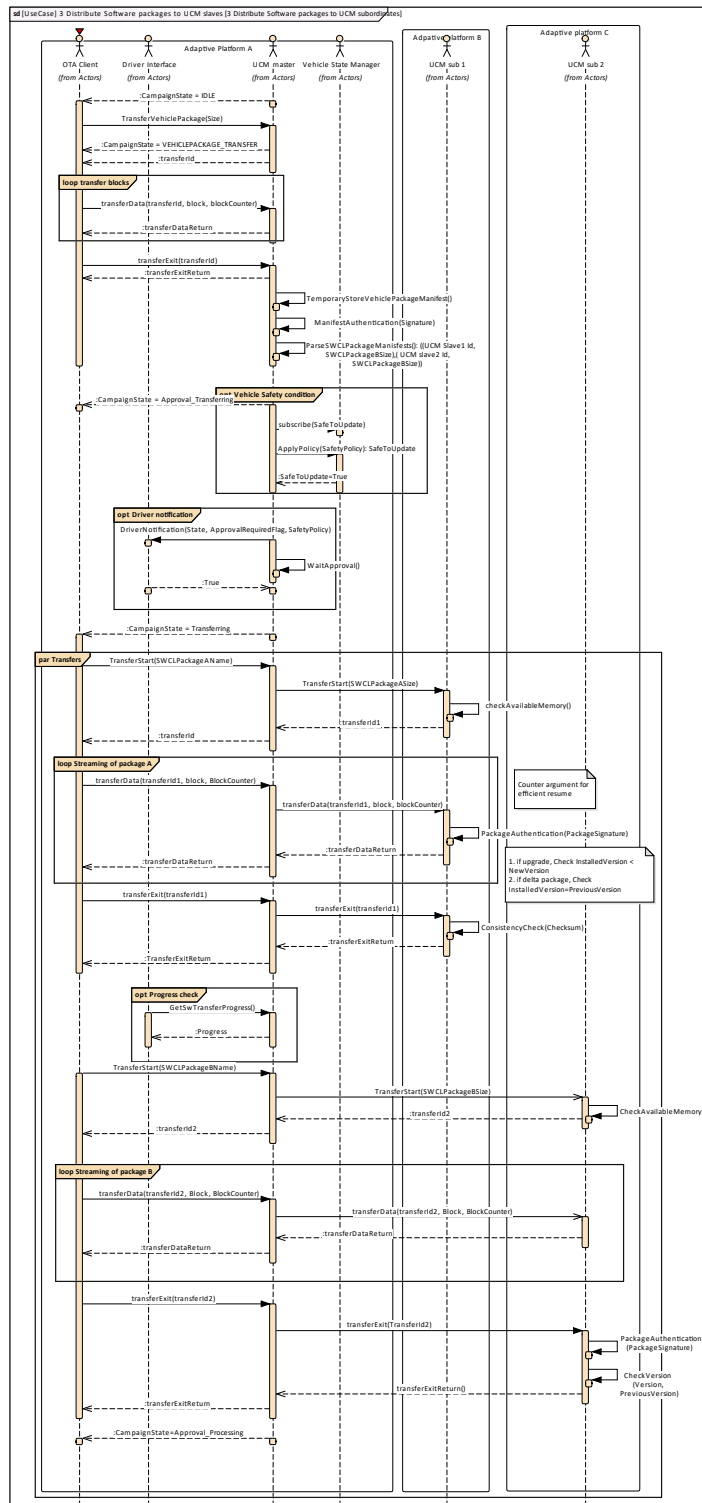 sd [UseCase] 3 Distribute Software packages to UCM slaves [3 Distribute Software packages to UCM subordinates]
Adaptive Platform A
Adpative Platform B
Adaptive platform C
OTA Client
(from Actors)
Driver Interface
(from Actors)
UCM master
(from Actors)
Vehicle State Manager
(from Actors)
UCM sub 1
(from Actors)
UCM sub 2
(from Actors)
:CampaignState = IDLE
TransferVehiclePackage(Size)
:CampaignState = VEHICLEPACKAGE_TRANSFER
:transferId
loop transfer blocks
transferData(transferId, block, blockCounter)
:transferDataReturn
transferExit(transferId)
:transferExitReturn
TemporaryStoreVehiclePackageManifest()
ManifestAuthentication(Signature)
ParseSWCLPackageManisfests(): ((UCM Slave1 Id,
SWCLPackageBSize),( UCM slave2 Id,
SWCLPackageBSize))
opt Vehicle Safety condition
:CampaignState = Approval_Transferring
subscribe(SafeToUpdate)
ApplyPolicy(SafetyPolicy): SafeToUpdate
:SafeToUpdate=True
opt Driver notification
DriverNotification(State, ApprovalRequiredFlag, SafetyPolicy)
WaitApproval()
:True
:CampaignState = Transferring
par Transfers
TransferStart(SWCLPackageAName)
TransferStart(SWCLPackageASize)
checkAvailableMemory()
:transferId1
:transferId
loop Streaming of package A
transferData(transferId1, block, BlockCounter)
Counter argument for
efficient resume
transferData(transferId1, block, blockCounter)
PackageAuthentication(PackageSignature)
:transferDataReturn
:transferDataReturn
1. if upgrade, Check InstalledVersion <
NewVersion
2. if delta package, Check
InstalledVersion=PreviousVersion
transferExit(transferId1)
transferExit(transferId1)
ConsistencyCheck(Checksum)
:transferExitReturn
:TransferExitReturn
opt Progress check
GetSwTransferProgress()
:Progress
TransferStart(SWCLPackageBName)
TransferStart(SWCLPackageBSize)
CheckAvailableMemory
:transferId2
:transferId2
loop Streaming of package B
transferData(transferId2, Block, BlockCounter)
transferData(transferId2, Block, BlockCounter)
:transferDataReturn
:transferDataReturn
transferExit(transferId2)
transferExit(TransferId2)
PackageAuthentication
(PackageSignature)
CheckVersion
(Version,
PreviousVersion)
transferExitReturn()
:transferExitReturn
:CampaignState=Approval_Processing